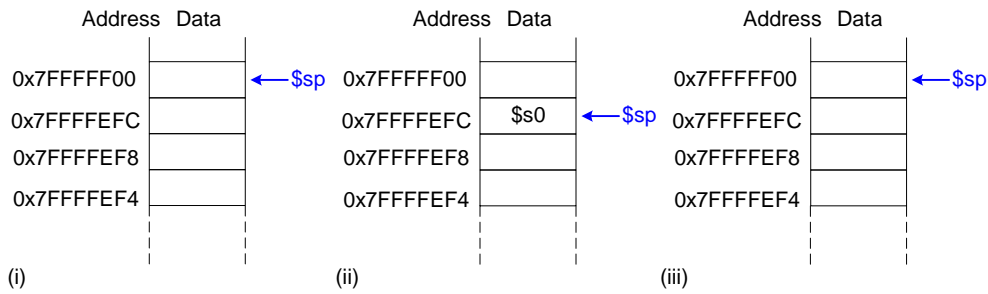 Address Data
0x7FFFFF00
$sp
0x7FFFFEFC
0x7FFFFEF8
0x7FFFFEF4
(i)
Address Data
0x7FFFFF00
0x7FFFFEFC
$s0
$sp
0x7FFFFEF8
0x7FFFFEF4
(ii)
Address Data
0x7FFFFF00
$sp
0x7FFFFEFC
0x7FFFFEF8
0x7FFFFEF4
(iii)